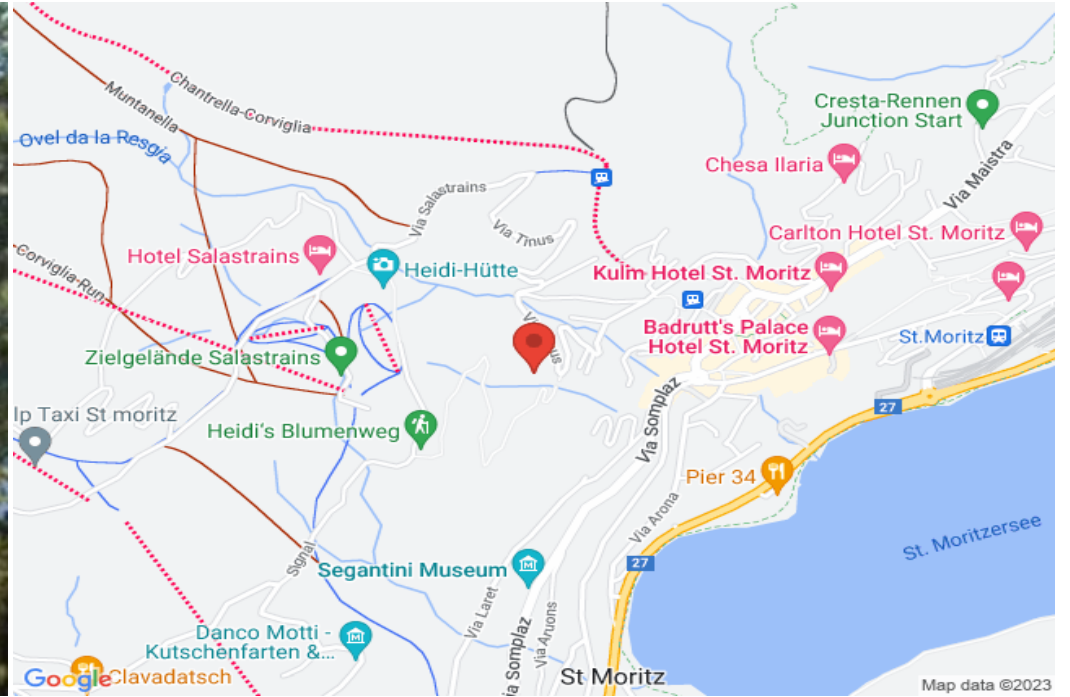 Chantrella-Corviglia
Muntanella
Ovel da la Resgia
Cresta-Rennen
Junction Start
Chesa Ilaria
Via Maistra
Via Salastrains
Via Tinus
Hotel Salastrains
Carlton Hotel St. Moritz
Corviglia-Run
Heidi-Hütte
Kulm Hotel St. Moritz
Badrutt's Palace
Hotel St. Moritz
St.Moritz
Zielgelände Salastrains
27
lp Taxi St moritz
Heidi's Blumenweg
Via Somplaz
Pier 34
Via Arona
St. Moritzersee
27
Signal
Segantini Museum
Via Laret
Via Aruons
Danco Motti -
Kutschenfarten &...
ia Somplaz
St Moritz
Google
Clavadatsch
Map data ©2023